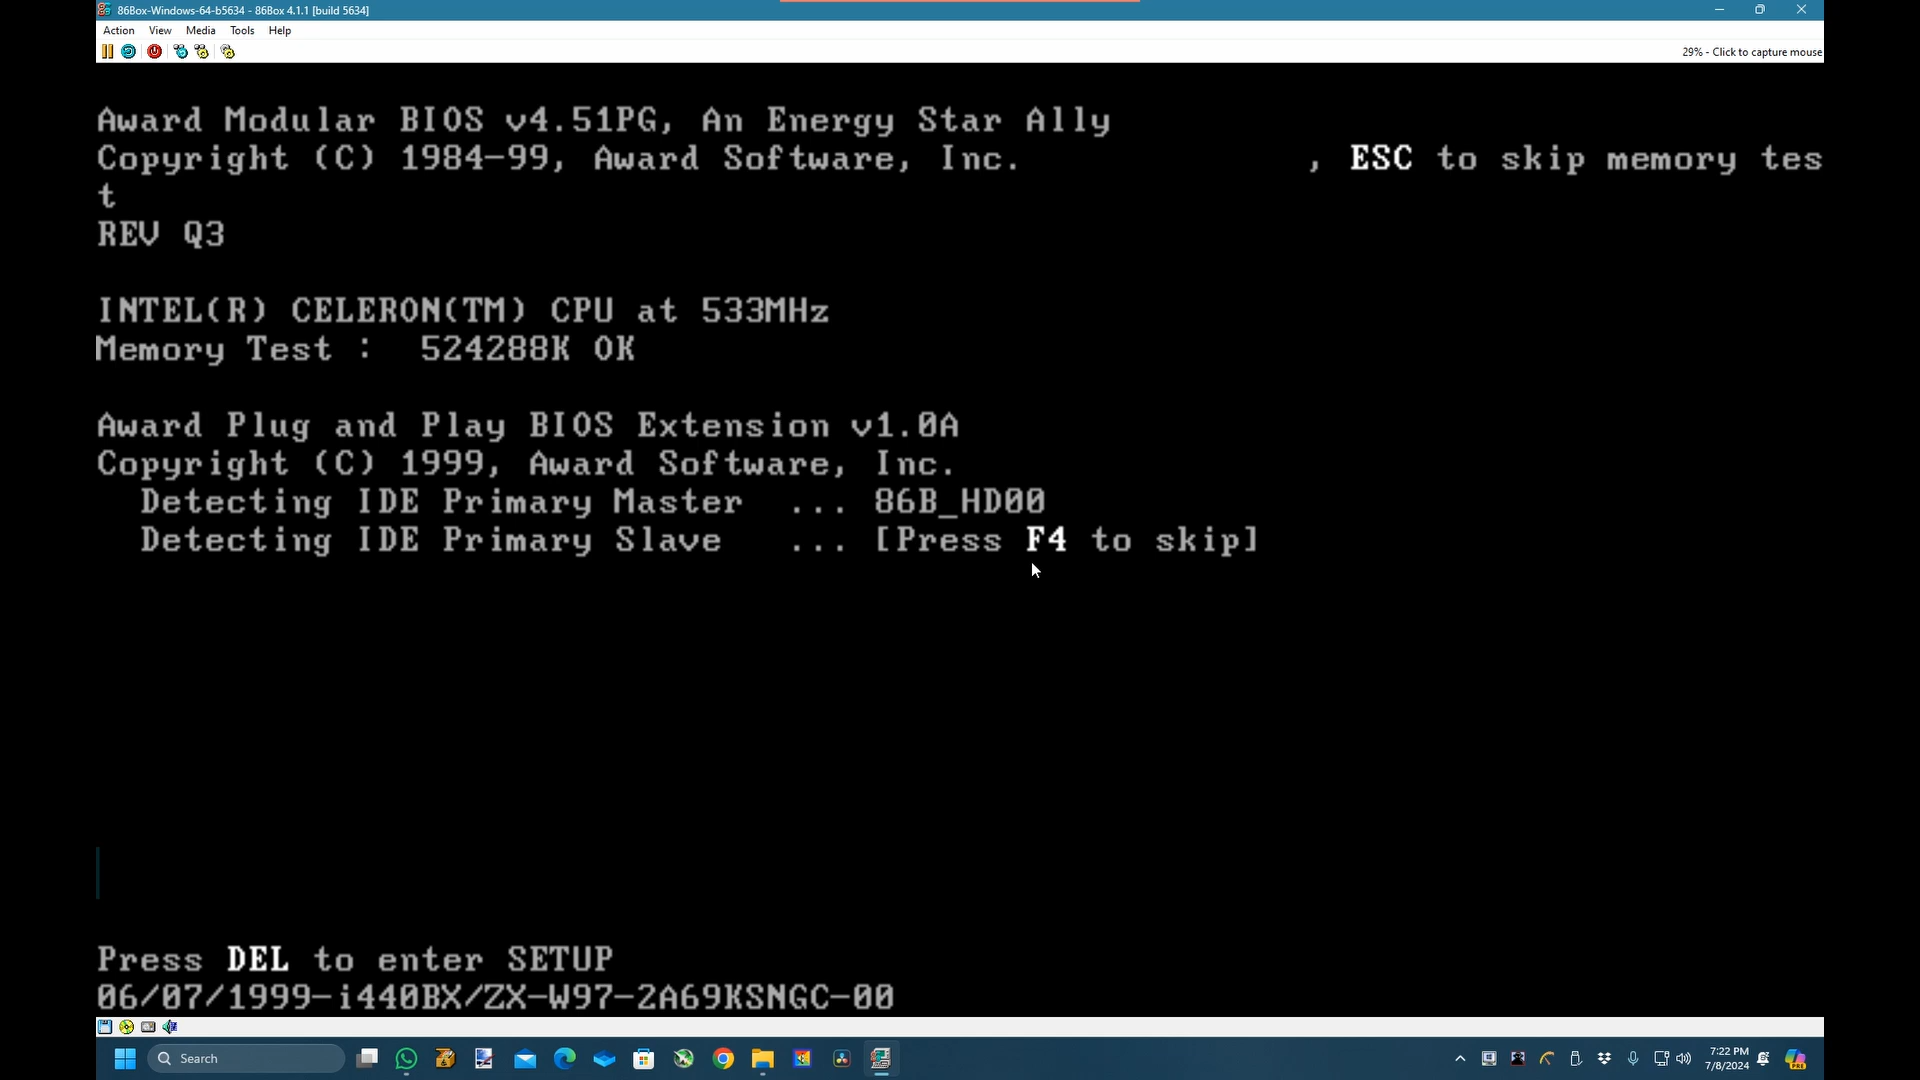 86Box-Windows-64-b5634 - 86Box 4.1.1 [build 5634]
Action View Media Tools Help
29% - Click to capture mouse
Award Modular BIOS v4.51PG, An Energy Star Ally
Copyright (C) 1984-99, Award Software, Inc. , ESC to skip memory tes
t
REV Q3
INTEL(R) CELERON(TM) CPU at 533MHz
Memory Test : 524288K OK
Award Plug and Play BIOS Extension v1.0A
Copyright (C) 1999, Award Software, Inc.
Detecting IDE Primary Master ... 86B_HD00
Detecting IDE Primary Slave ... [Press F4 to skip]
Press DEL to enter SETUP
06/07/1999-i440BX/ZX-W97-2A69KSNGC-00
Search
7:22 PM
7/8/2024